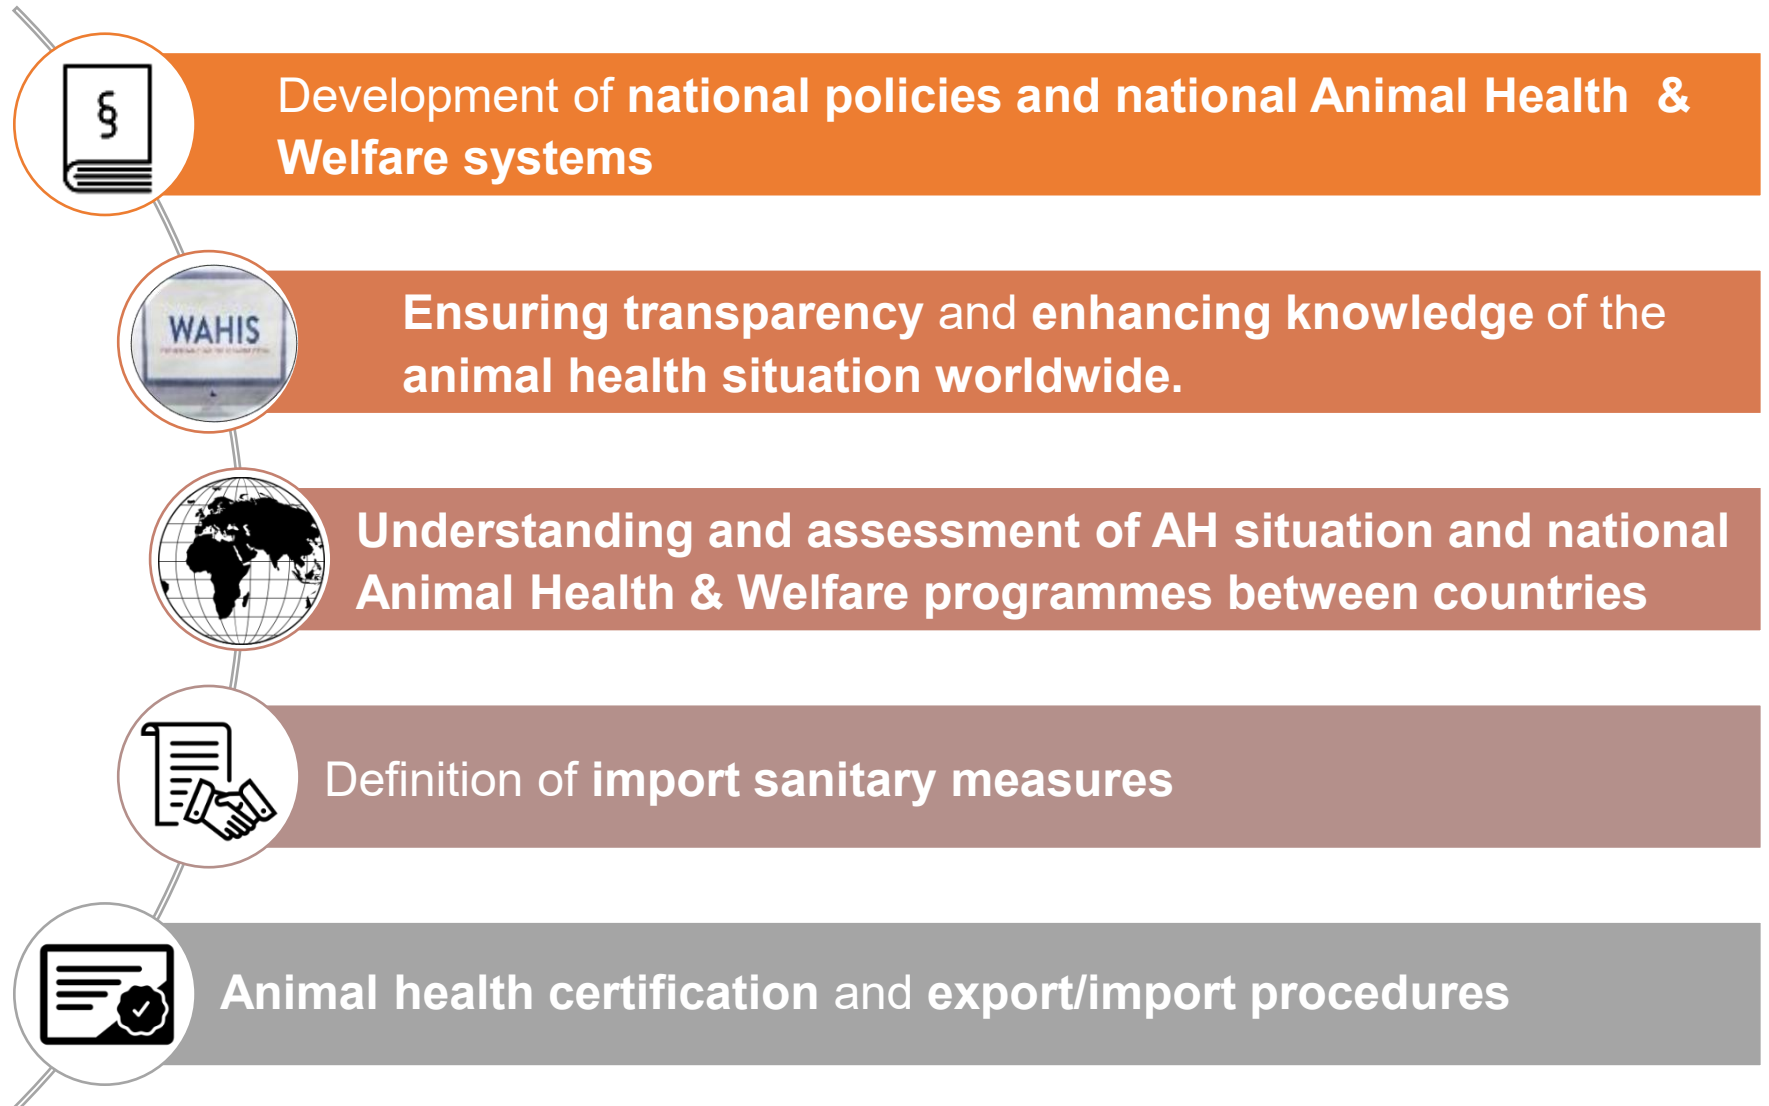 §
Development of national policies and national Animal Health &
Welfare systems
WAHIS
Ensuring transparency and enhancing knowledge of the
animal health situation worldwide.
Understanding and assessment of AH situation and national
Animal Health & Welfare programmes between countries
Definition of import sanitary measures
Animal health certification and export/import procedures